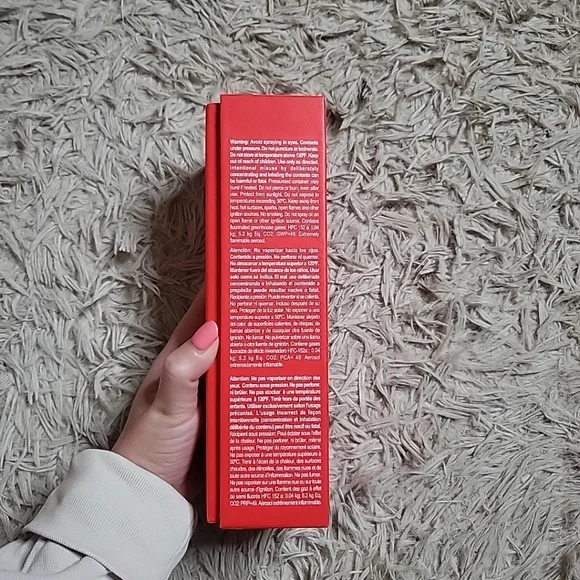 Warning: Avoid spraying in eyes. Contents
under pressure. Do not puncture or incinerate.
Do not store at temperature above 120ºF. Keep
out of reach of children. Use only as directed.
Intentional misuse by deliberately
concentrating and inhaling the contents can
be harmful or fatal. Pressurised container: may
burst if heated. Do not pierce or burn, even after
use. Protect from sunlight. Do not expose to
temperatures exceeding 50ºC. Keep away from
heat, hot surfaces, sparks, open flames and other
ignition sources. No smoking. Do not spray on an
open flame or other ignition source. Contains
fluorinated greenhouse gases: HFC 152 a: 0.04
kg; 5.2 kg Eq. CO2; GWP=49. Extremely
flammable aerosol.
Atención: No vaporizar hacia los ojos.
Contenido a presión. No perforar ni quemar.
No almacenar a temperatura superior a 120ºF.
Mantener fuera del alcance de los niños. Usar
solo como se indica. El mal uso deliberado
concentrando e inhalando el contenido a
propósito puede resultar nocivo o fatal.
Recipiente a presión: Puede reventar si se calienta.
No perforar ni quemar, incluso después de su
uso. Proteger de la luz solar. No exponer a una
temperatura superior a 50ºC. Mantener alejado
del calor, de superficies calientes, de chispas, de
llamas abiertas y de cualquier otra fuente de
ignición. No fumar. No pulverizar sobre una llama
abierta u otra fuente de ignición. Contiene gases
fluorados de efecto invernadero HFC-152a: 0.04
kg; 5.2 kg Eq. CO2; PCA= 49. Aerosol
extremadamente inflamable.
Attention: Ne pas vaporiser en direction des
yeux. Contenu sous pression. Ne pas perforer,
ni brûler. Ne pas stocker à une température
supérieure à 120ºF. Tenir hors de portée des
enfants. Utiliser exclusivement selon l'usage
préconisé. L'usage incorrect de façon
intentionnelle (concentration et inhalation
délibérée du contenu) peut être nocif ou fatal.
Récipient sous pression: Peut éclater sous l'effet
de la chaleur. Ne pas perforer, ni brûler, même
après usage. Protéger du rayonnement solaire.
Ne pas exposer à une température supérieure à
50ºC. Tenir à l'écart de la chaleur, des surfaces
chaudes, des étincelles, des flammes nues et de
toute autre source d'inflammation. Ne pas fumer.
Ne pas vaporiser sur une flamme nue ou sur toute
autre source d'ignition. Contient des gaz à effet
de serre fluorés HFC 152 a: 0.04 kg; 5.2 kg Eq.
CO2; PRP=49. Aérosol extrêmement inflammable.